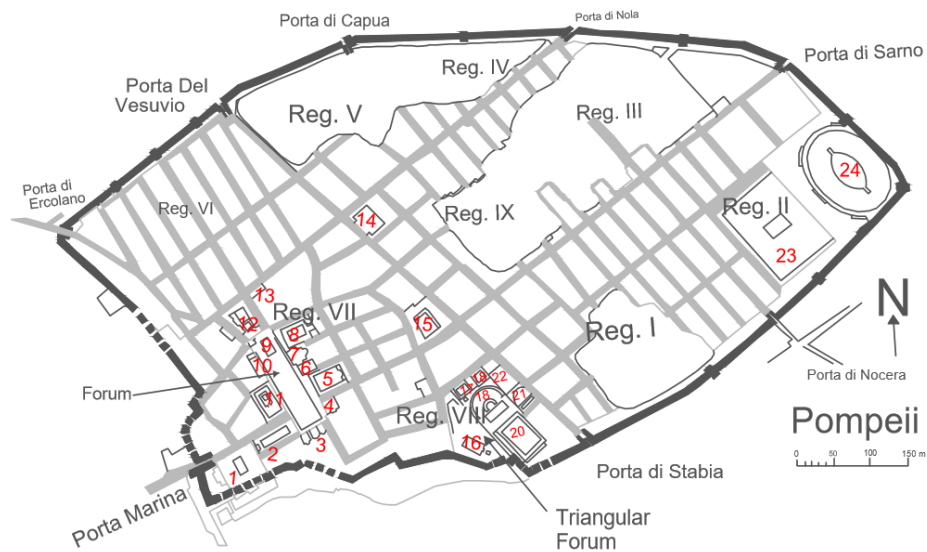 Porta di Capua
Porta di Nola
Porta di Sarno
Porta Del
Vesuvio
Reg. IV
Reg. V
Reg. III
24
Porta di
Ercolano
Reg. VI
14
Reg. IX
Reg. II
23
13
Reg. VII
12
8
15
9
7
10
6
5
Reg. I
N
Forum
11
4
17
19
22
18
21
Reg. VIII
20
16
Porta di Nocera
Pompeii
0 50 100 150 m
2
3
1
Porta di Stabia
Porta Marina
Triangular
Forum